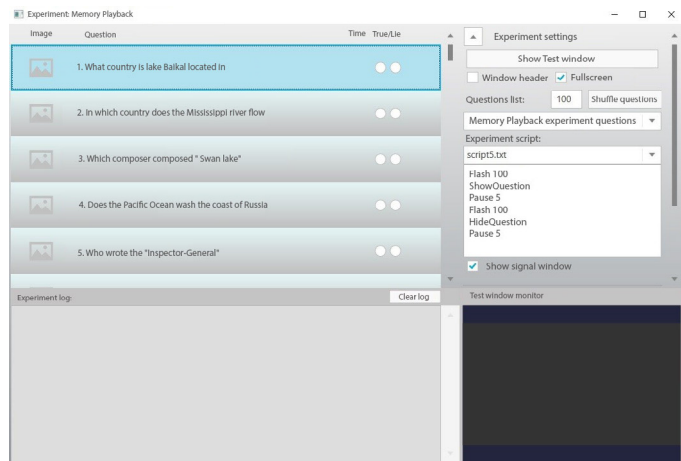 Experiment: Memory Playback
Image Question Time True/Lie
1. What country is lake Baikal located in
2. In which country does the Mississippi river flow
3. Which composer composed " Swan lake"
4. Does the Pacific Ocean wash the coast of Russia
5. Who wrote the "Inspector-General"
Experiment settings
Show Test window
Window header Fullscreen
Questions list: 100 Shuffle questions
Memory Playback experiment questions
Experiment script:
script5.txt
Flash 100
ShowQuestion
Pause 5
Flash 100
HideQuestion
Pause 5
Show signal window
Experiment log: Clear log
Test window monitor